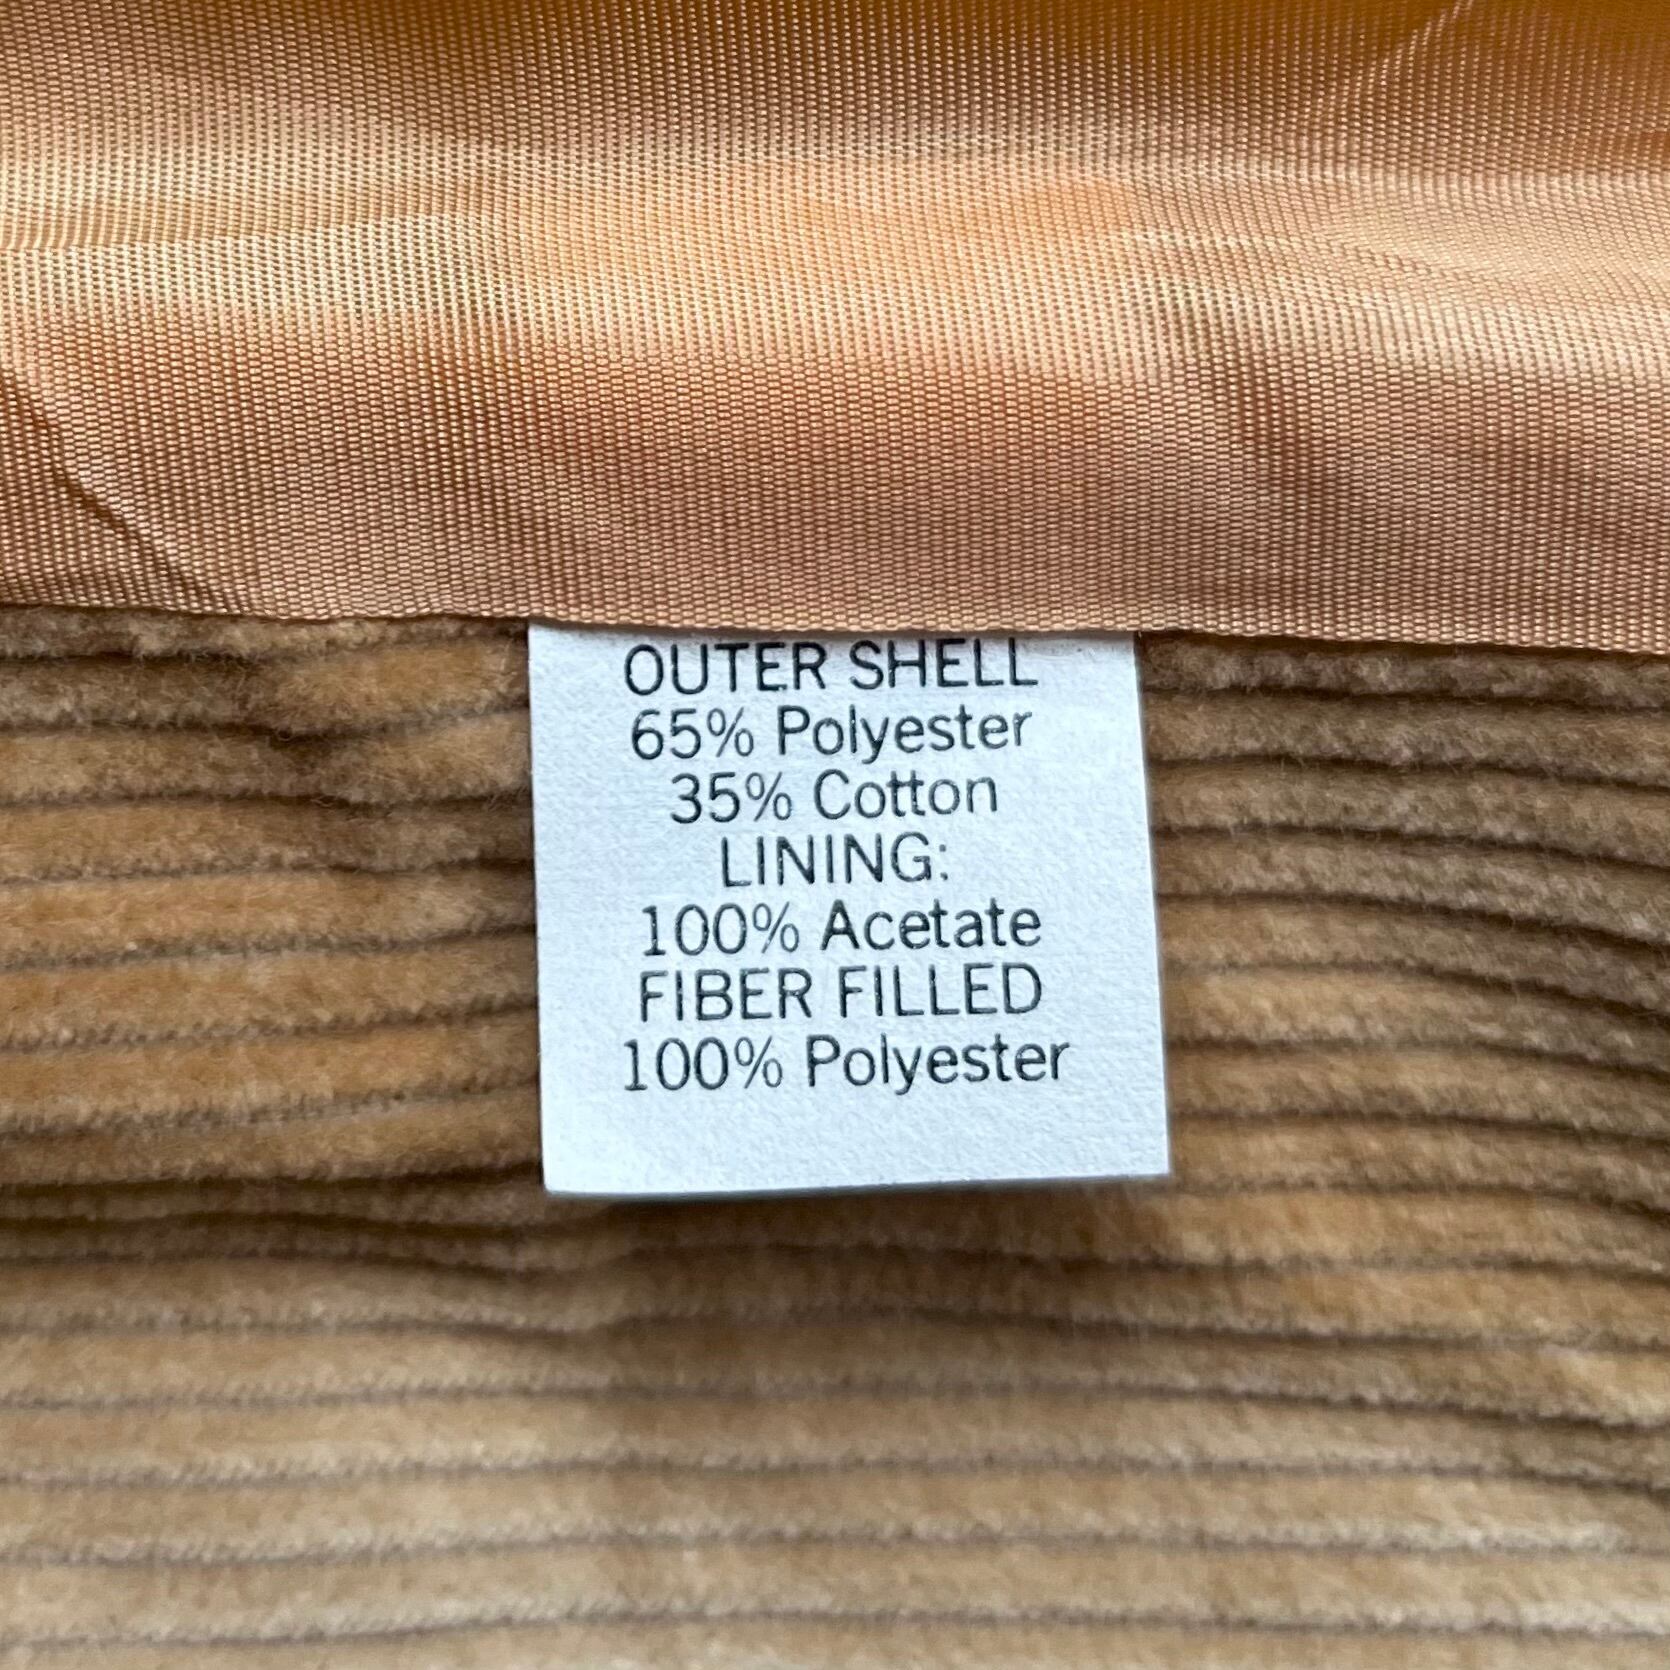 OUTER SHELL
65% Polyester
35% Cotton
LINING:
100% Acetate
FIBER FILLED
100% Polyester